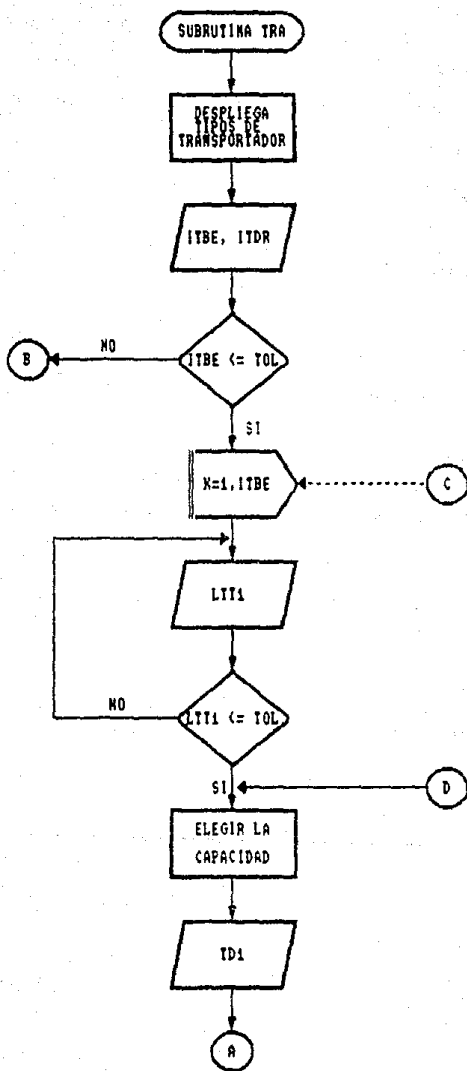 SUBRUTINA TRA
DESPLIEGA
TIPOS DE
TRANSPORTADOR
ITBE, ITDR
ITBE <= TOL
NO
B
SI
K=1,ITBE
C
LTT1
LTT1 <= TOL
NO
SI
D
ELEGIR LA
CAPACIDAD
TD1
A